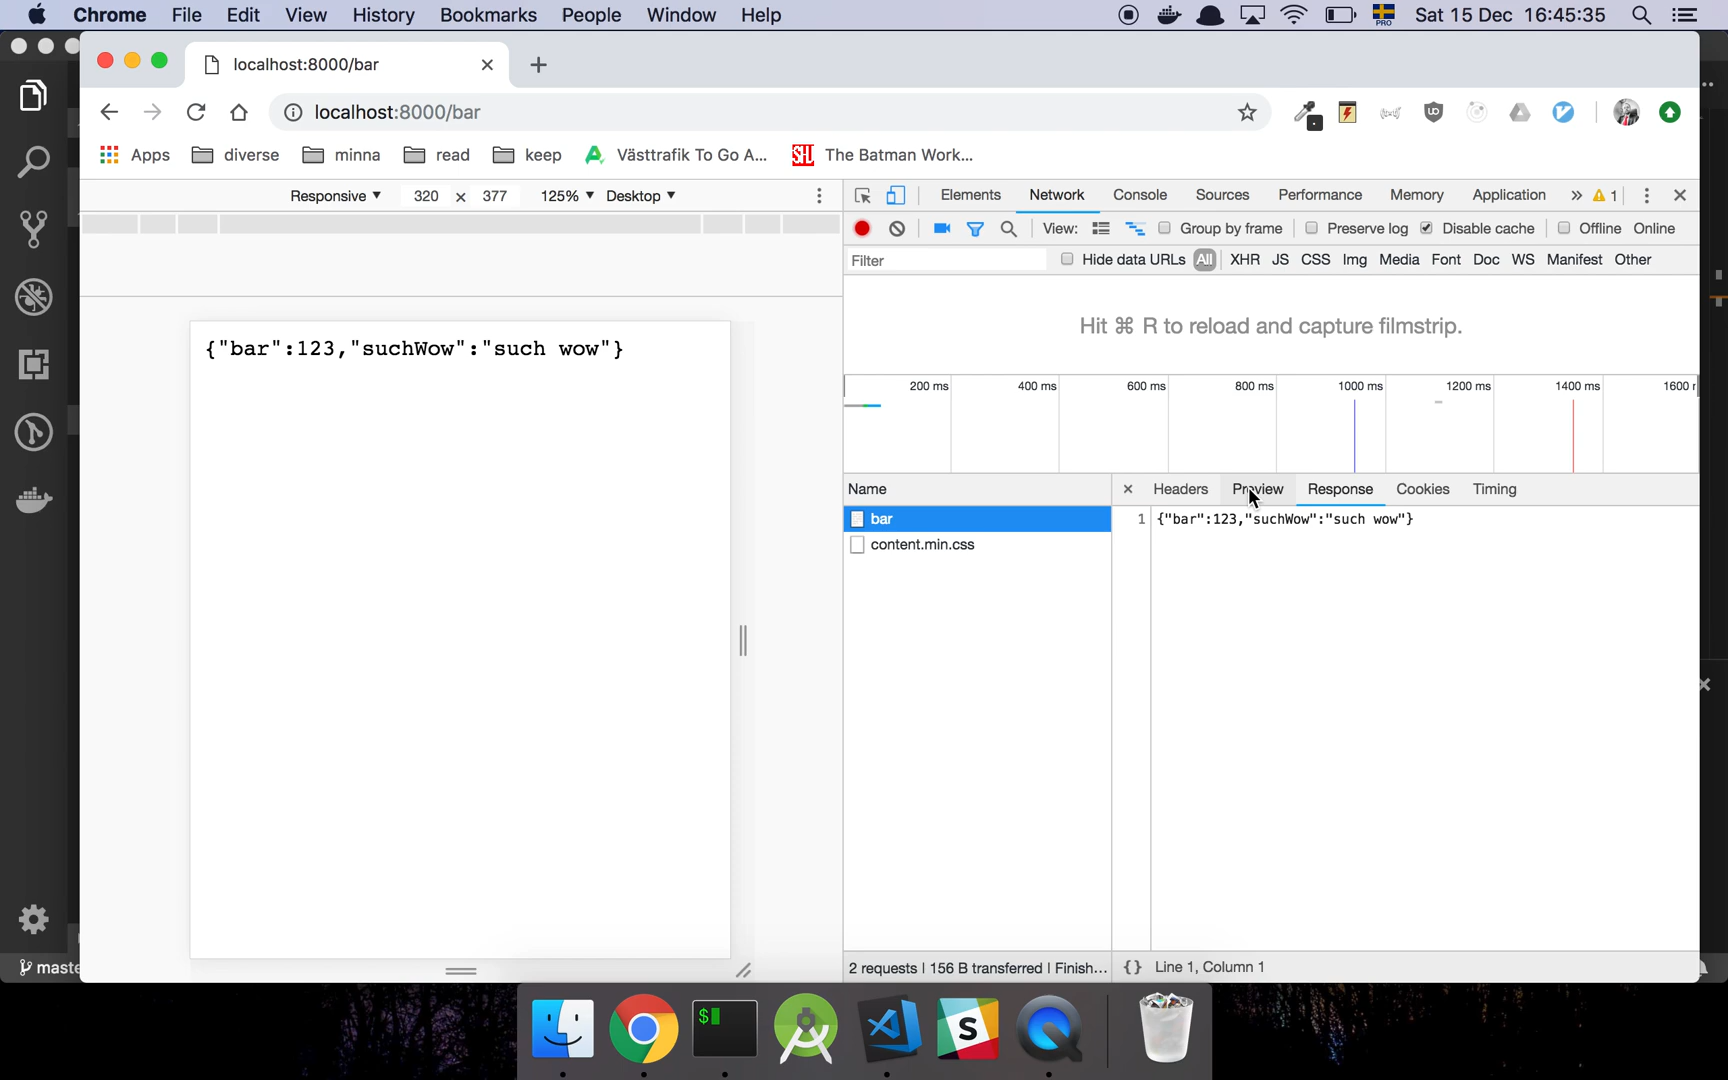 Chrome File Edit View History Bookmarks People Window Help PRO Sat 15 Dec 16:45:35
localhost:8000/bar
localhost:8000/bar
Apps diverse minna read keep Västtrafik To Go A... SHL The Batman Work...
Responsive 320 x 377 125% Desktop
Elements Network Console Sources Performance Memory Application » 1
View: Group by frame Preserve log Disable cache Offline Online
Filter Hide data URLs All XHR JS CSS Img Media Font Doc WS Manifest Other
Hit ⌘ R to reload and capture filmstrip.
200 ms 400 ms 600 ms 800 ms 1000 ms 1200 ms 1400 ms 1600
{"bar":123,"suchWow":"such wow"}
Name
Headers Preview Response Cookies Timing
bar
content.min.css
1 {"bar":123,"suchWow":"such wow"}
2 requests | 156 B transferred | Finish...
{} Line 1, Column 1
maste
$
S